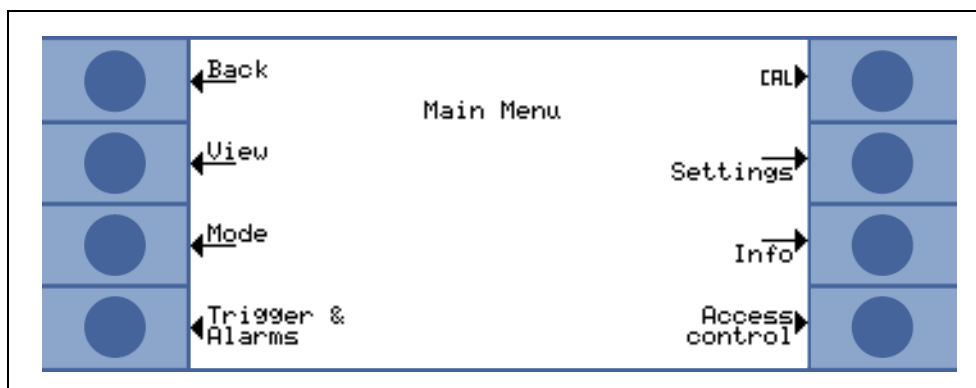 Back
CAL
Main Menu
View
Settings
Mode
Info
Trigger &
Alarms
Access
control